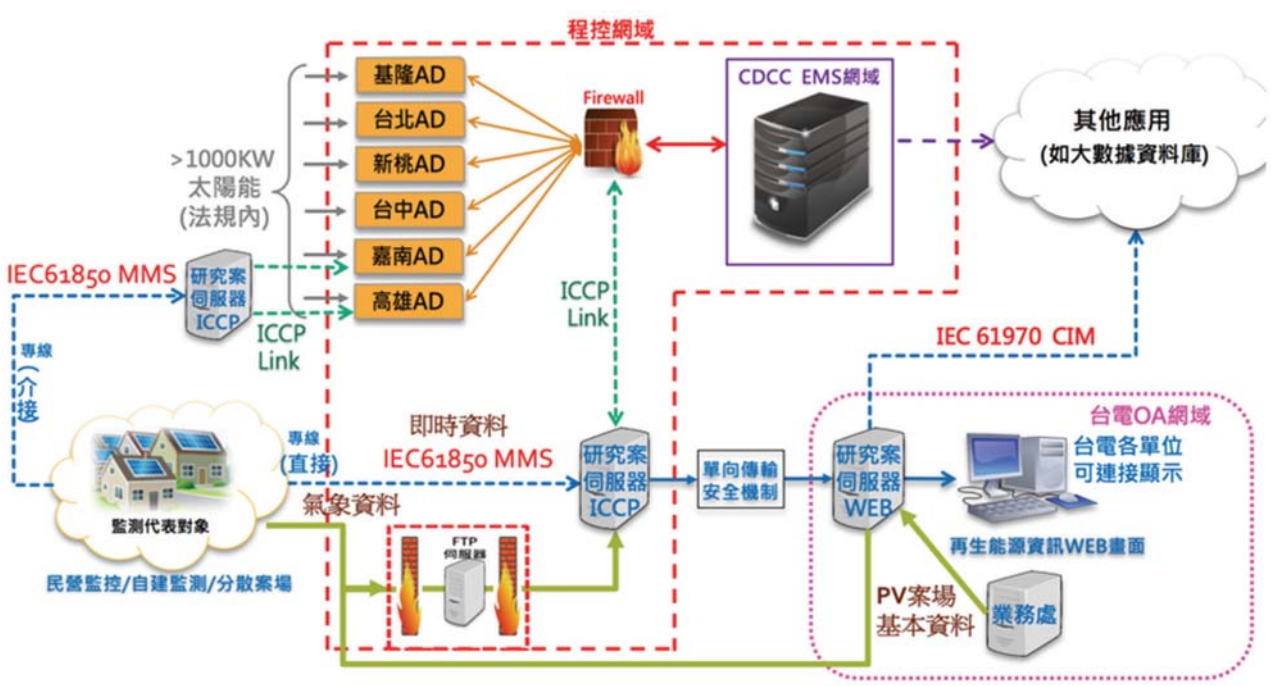 程控網域
基隆AD
台北AD
新桃AD
台中AD
嘉南AD
高雄AD
>1000KW
太陽能
(法規內)
Firewall
CDCC EMS網域
其他應用
(如大數據資料庫)
IEC61850 MMS
研究案
伺服器
ICCP
ICCP
Link
ICCP
Link
IEC 61970 CIM
專線
(介接)
監測代表對象
民營監控/自建監測/分散案場
專線
(直接)
即時資料
IEC61850 MMS
氣象資料
FTP
伺服器
研究案
伺服器
ICCP
單向傳輸
安全機制
研究案
伺服器
WEB
台電OA網域
台電各單位
可連接顯示
再生能源資訊WEB畫面
PV案場
基本資料
業務處